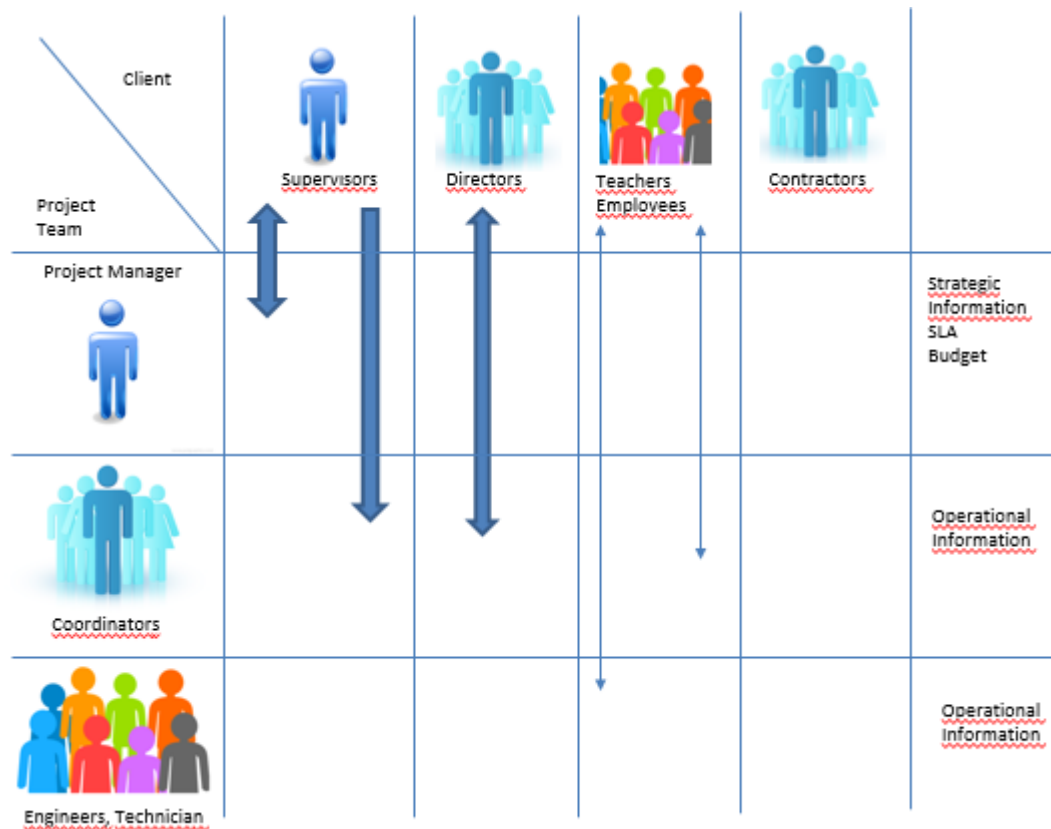 Client
Supervisors
Directors
Teachers
Employees
Contractors
Project
Team
Project Manager
Strategic
Information
SLA
Budget
Coordinators
Operational
Information
Engineers, Technician
Operational
Information